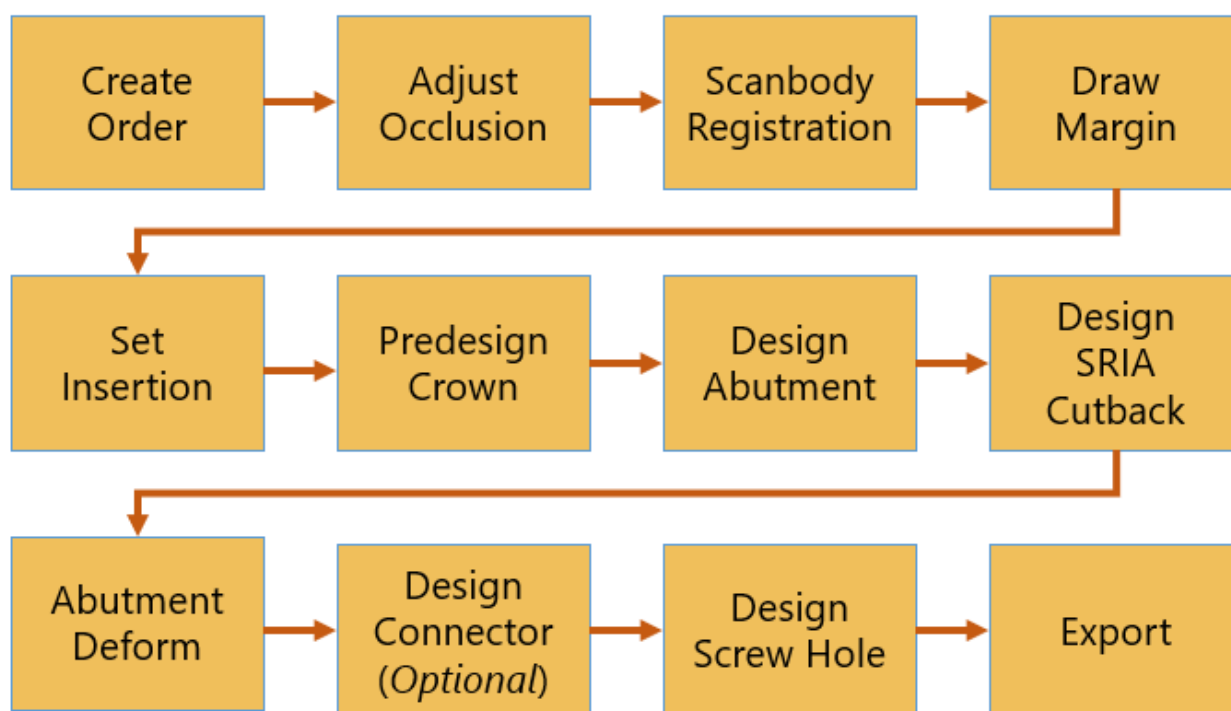 Create
Order
Adjust
Occlusion
Scanbody
Registration
Draw
Margin
Set
Insertion
Predesign
Crown
Design
Abutment
Design
SRIA
Cutback
Abutment
Deform
Design
Connector
(Optional)
Design
Screw Hole
Export